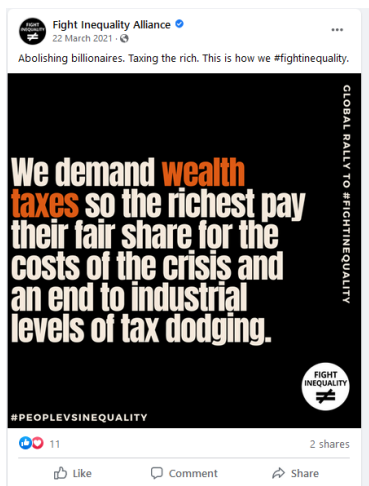 Fight Inequality Alliance
22 March 2021 ·
Abolishing billionaires. Taxing the rich. This is how we #fightinequality.
GLOBAL RALLY TO #FIGHTINEQUALITY
We demand wealth
taxes so the richest pay
their fair share for the
costs of the crisis and
an end to industrial
levels of tax dodging.
FIGHT
INEQUALITY
#PEOPLEVSINEQUALITY
11
2 shares
Like
Comment
Share